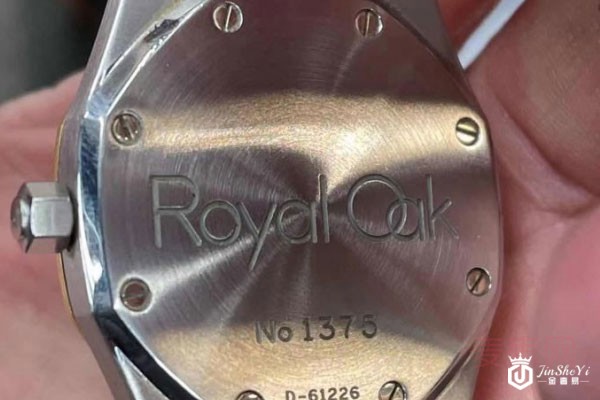 Royal Oak
No 1375
D-61226
JinSheYi
金奢易